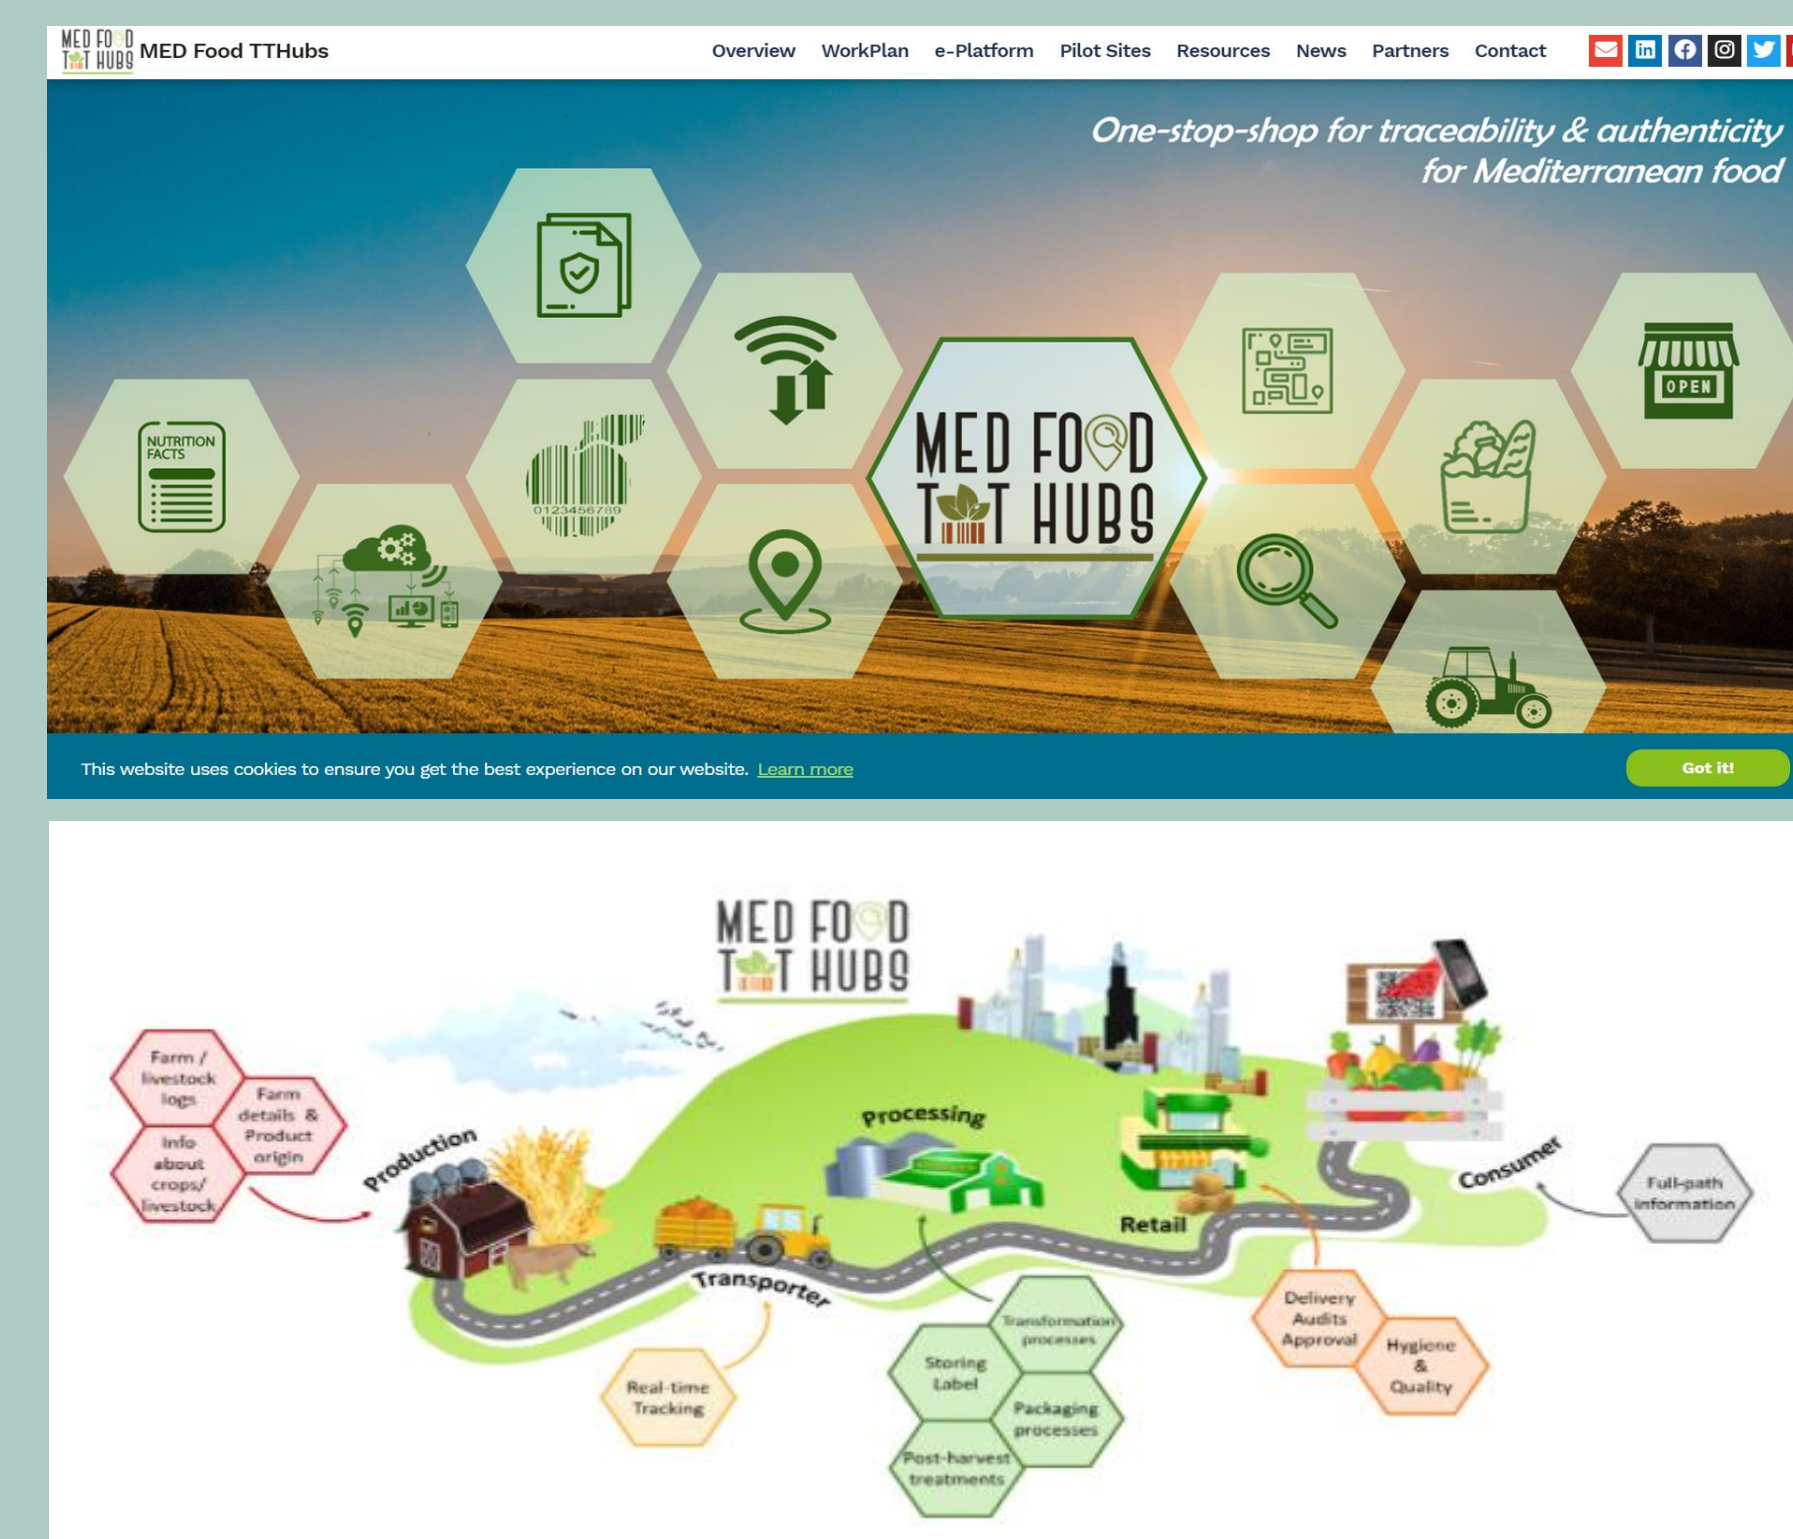 MED FOOD
TT HUBS
MED Food TTHubs
Overview WorkPlan e-Platform Pilot Sites Resources News Partners Contact
One-stop-shop for traceability & authenticity
for Mediterranean food
NUTRITION
FACTS
0123456789
MED FOOD
TT HUBS
OPEN
This website uses cookies to ensure you get the best experience on our website. Learn more
Got it!
MED FOOD
TT HUBS
Farm /
livestock
logs
Farm
details &
Product
origin
Info
about
crops/
livestock
Production
Transporter
Real-time
Tracking
Processing
Transformation
processes
Storing
Label
Packaging
processes
Post-harvest
treatments
Retail
Delivery
Audits
Approval
Hygiene
&
Quality
Consumer
Full-path
information